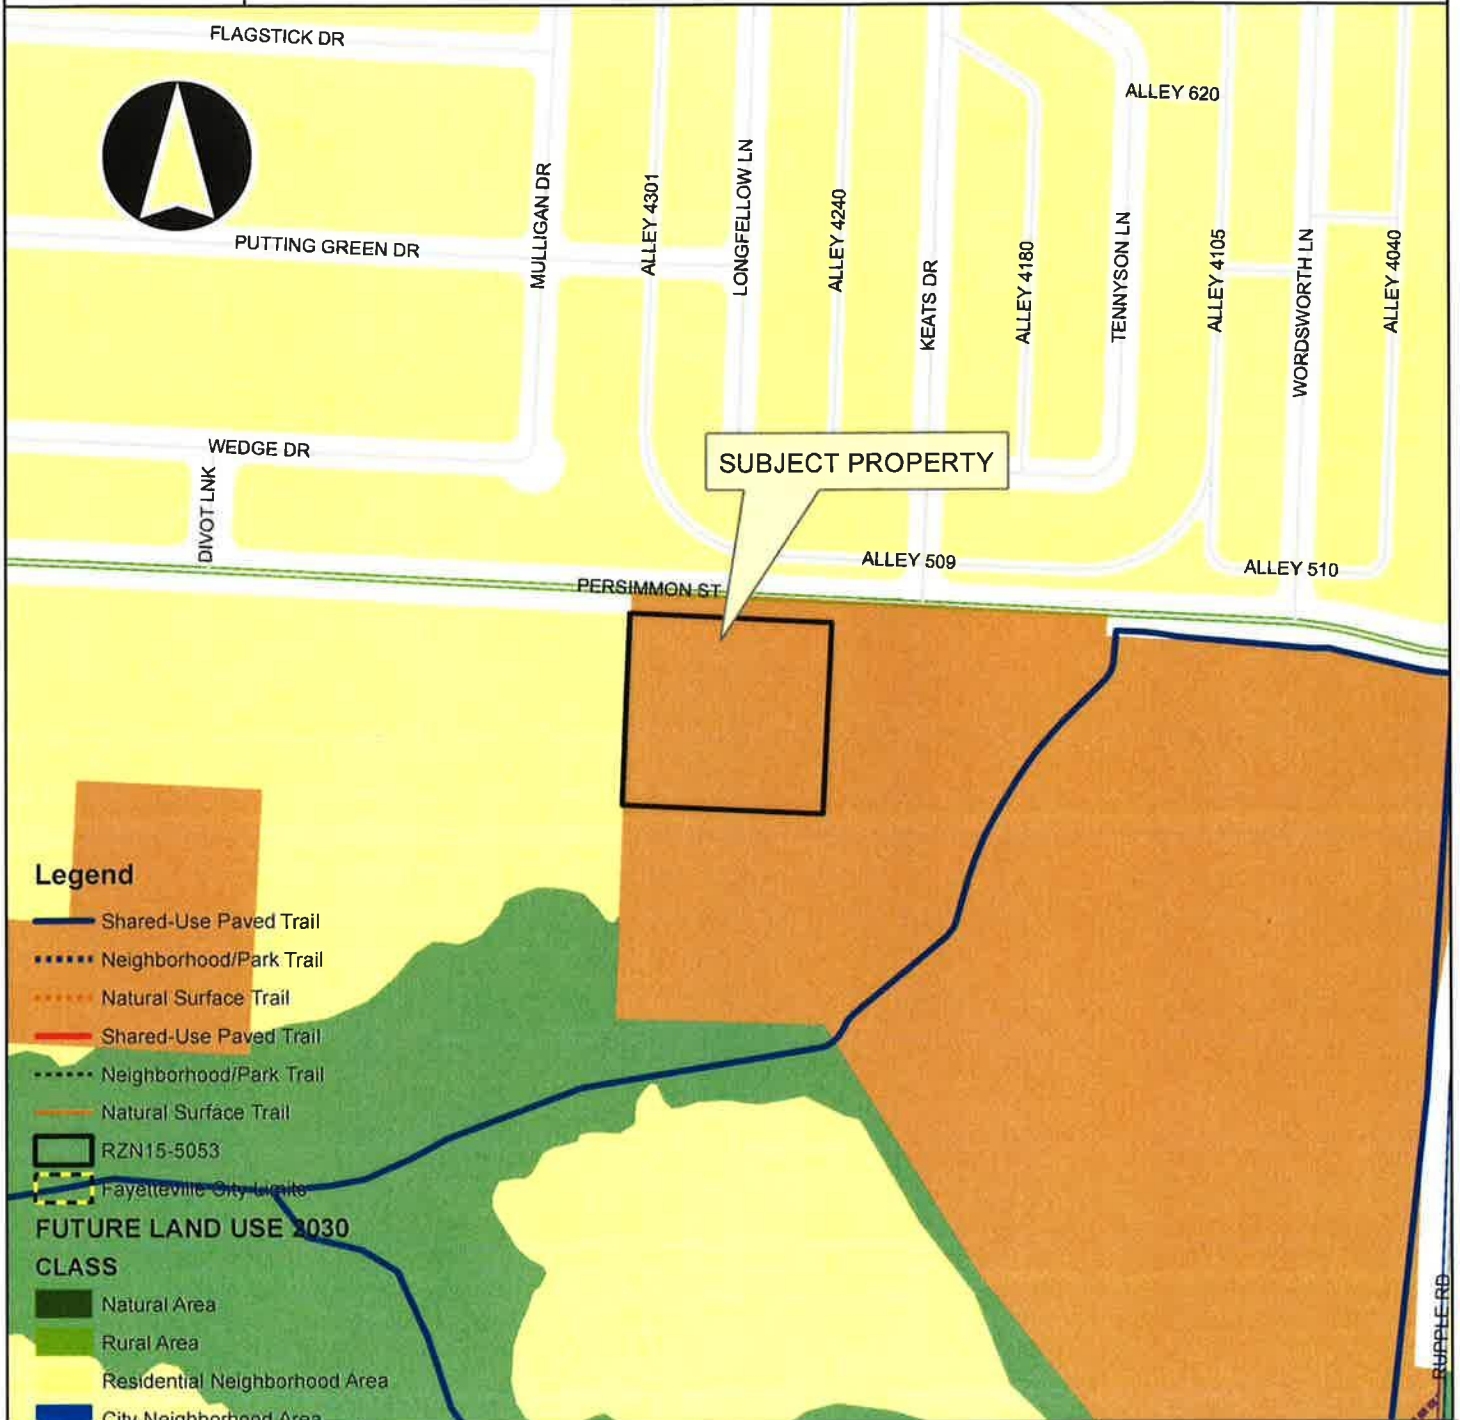 FLAGSTICK DR
ALLEY 620
MULLIGAN DR
ALLEY 4301
LONGFELLOW LN
ALLEY 4240
KEATS DR
ALLEY 4180
TENNYSON LN
ALLEY 4105
WORDSWORTH LN
ALLEY 4040
PUTTING GREEN DR
WEDGE DR
DIVOT LNK
SUBJECT PROPERTY
ALLEY 509
ALLEY 510
PERSIMMON ST
Legend
Shared-Use Paved Trail
Neighborhood/Park Trail
Natural Surface Trail
Shared-Use Paved Trail
Neighborhood/Park Trail
Natural Surface Trail
RZN15-5053
Fayetteville City Limits
FUTURE LAND USE 2030
CLASS
Natural Area
Rural Area
Residential Neighborhood Area
City Neighborhood Area
RUPPLE RD